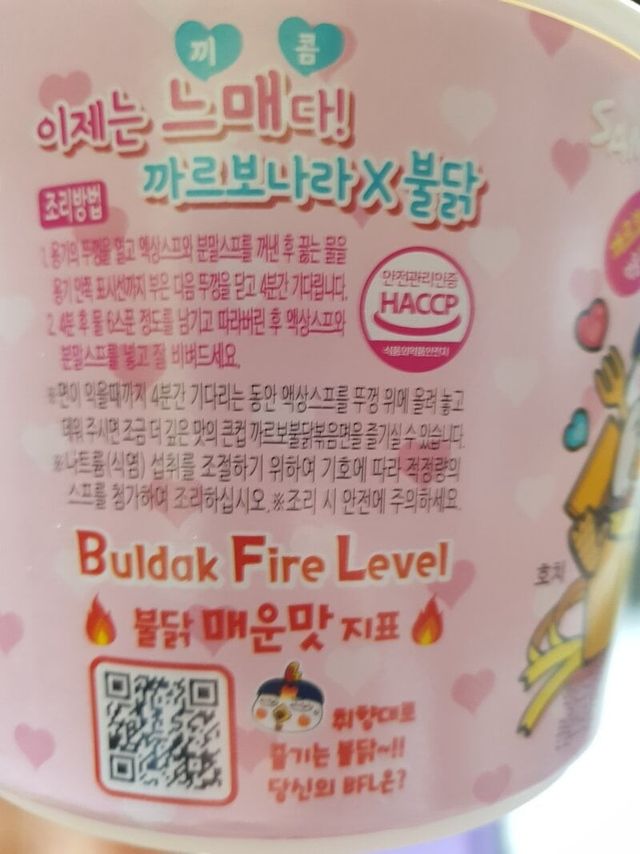 끼 콤
이제는 느매다!
까르보나라 X 불닭
조리방법
1. 용기의 뚜껑을 열고 액상스프와 분말스프를 꺼낸 후 끓는 물을
용기 안쪽 표시선까지 부은 다음 뚜껑을 닫고 4분간 기다립니다.
2. 4분 후 물 6스푼 정도를 남기고 따라버린 후 액상스프와
분말스프를 넣고 잘 비벼드세요.
안전관리인증
HACCP
식품의약품안전처
※면이 익을때까지 4분간 기다리는 동안 액상스프를 뚜껑 위에 올려 놓고
데워 주시면 조금 더 깊은 맛의 큰컵 까르보불닭볶음면을 즐기실 수 있습니다.
※나트륨(식염) 섭취를 조절하기 위하여 기호에 따라 적정량의
스프를 첨가하여 조리하십시오. ※조리 시 안전에 주의하세요.
Buldak Fire Level
불닭 매운맛 지표
취향대로
즐기는 불닭~!!
당신의 BFL은?
호치